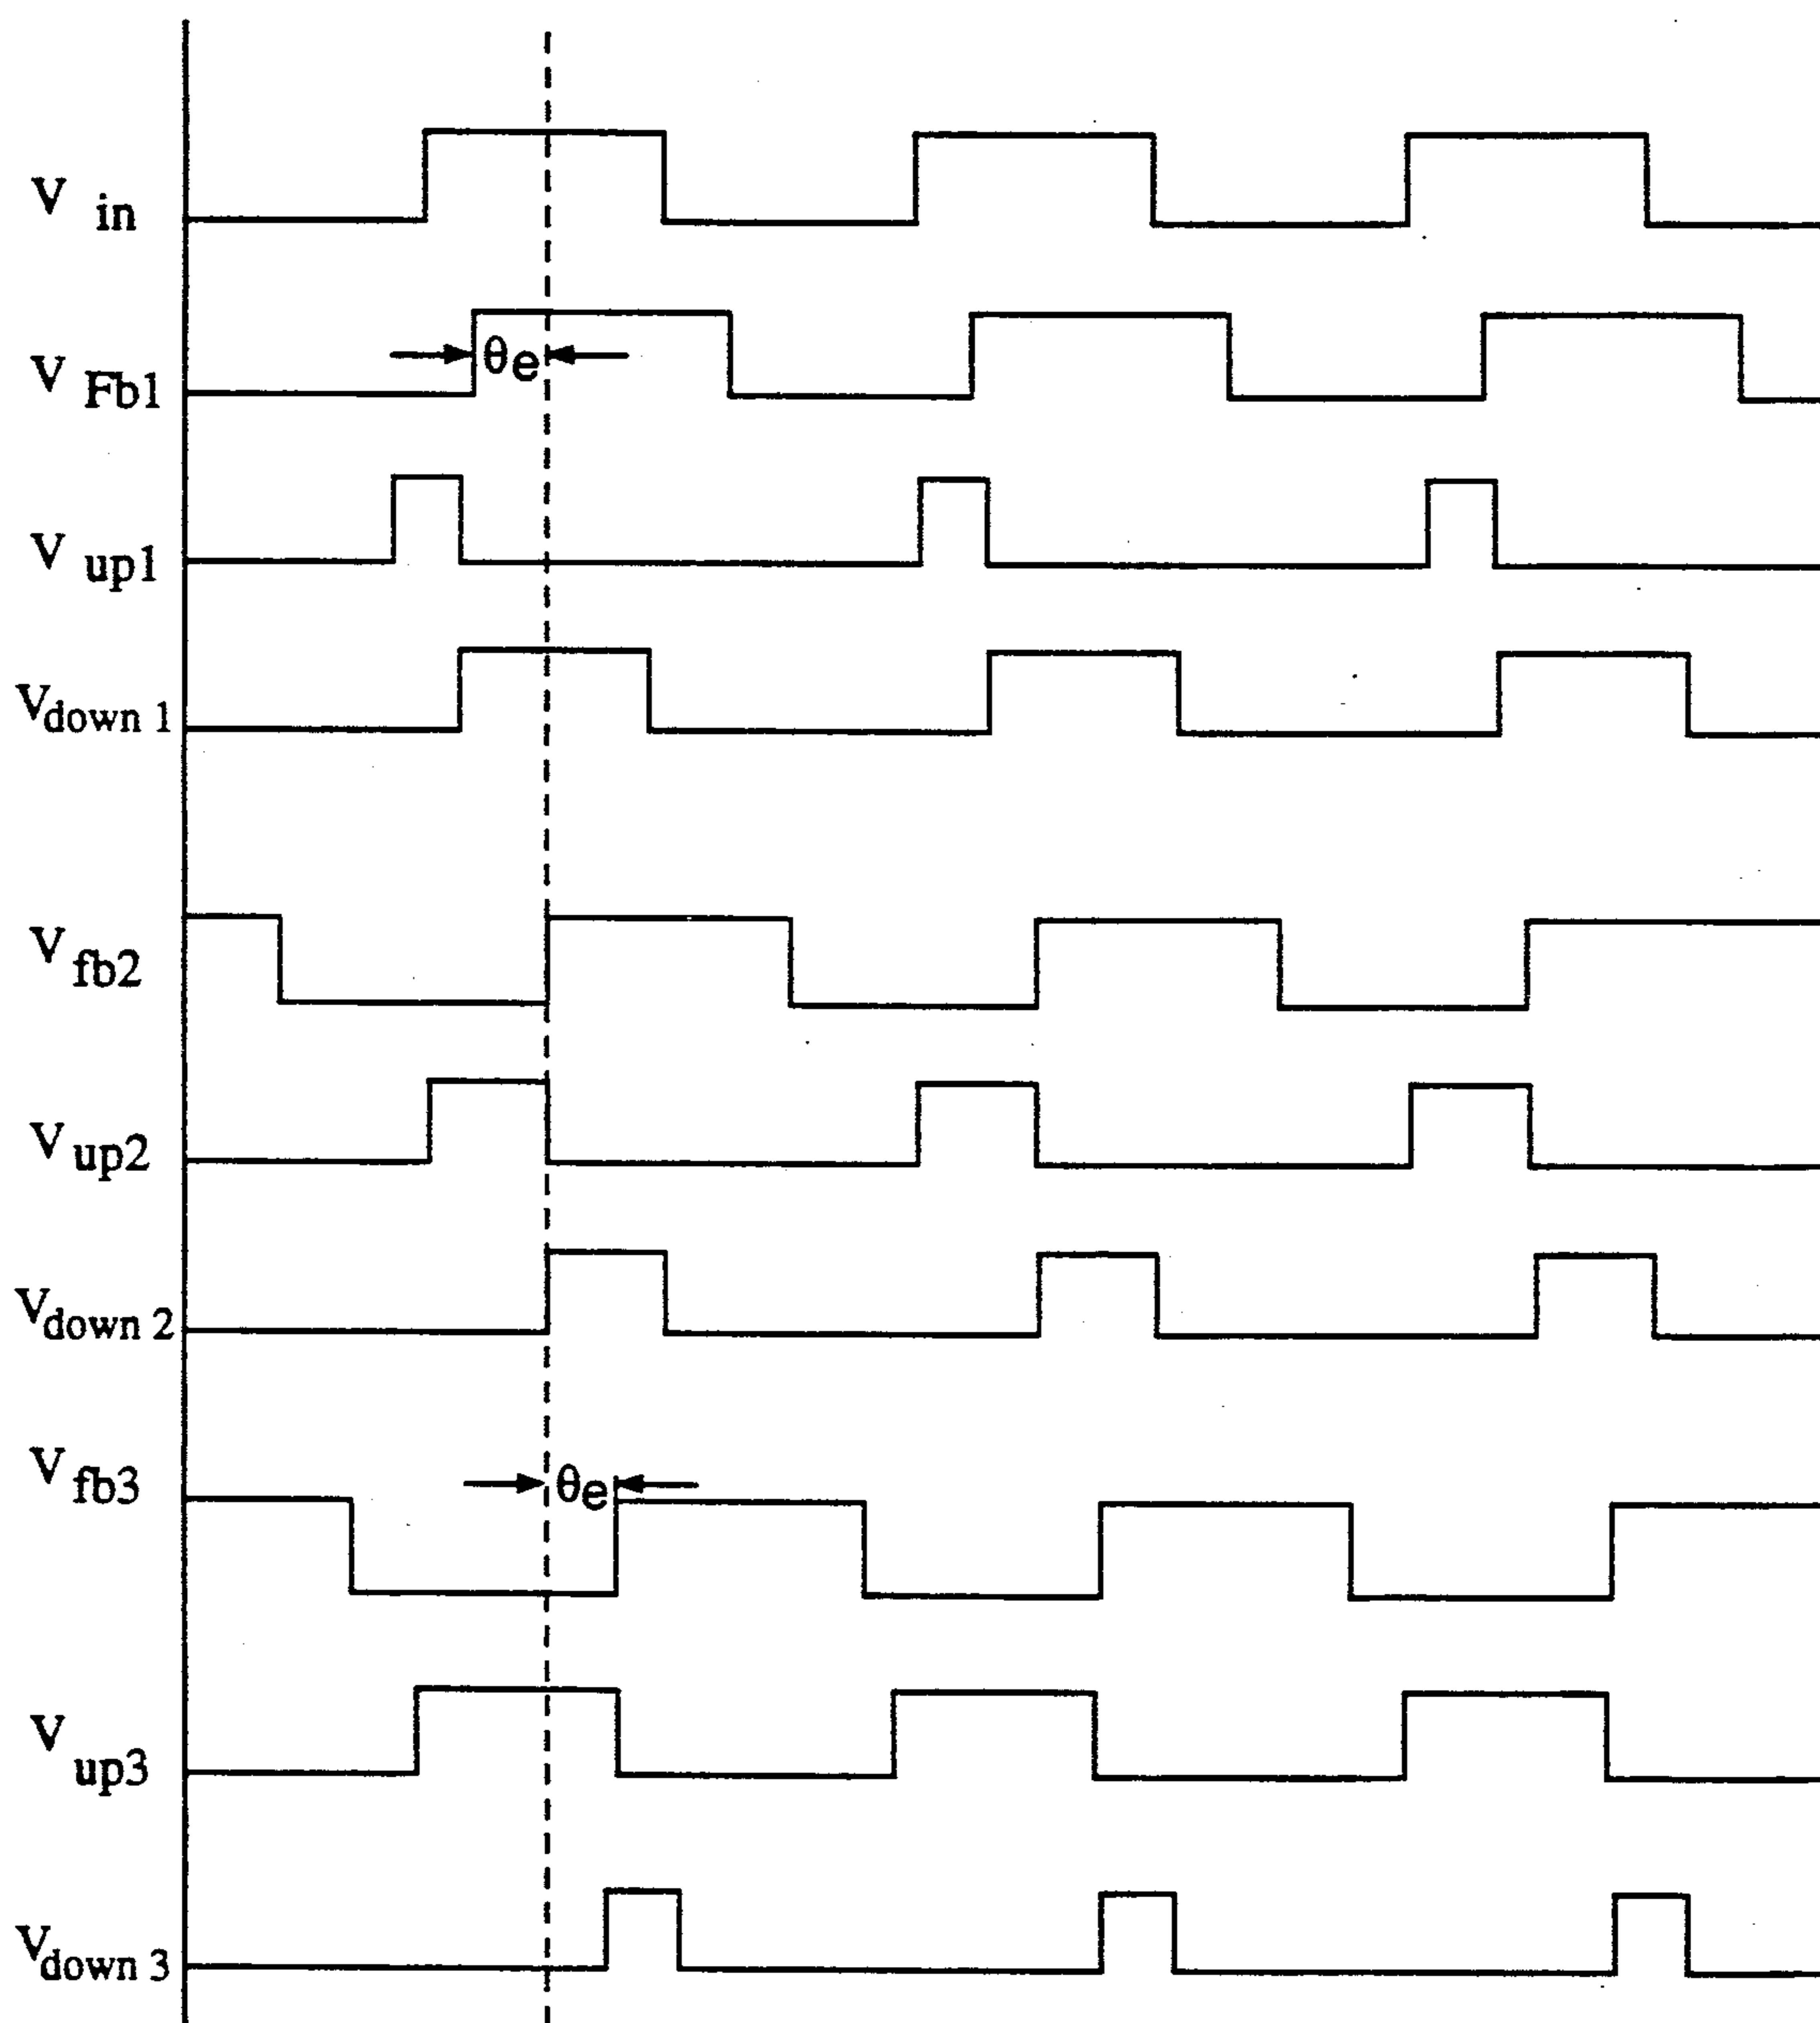 V in
V Fb1
θe
V up1
Vdown 1
V fb2
V up2
Vdown 2
V fb3
θe
V up3
Vdown 3